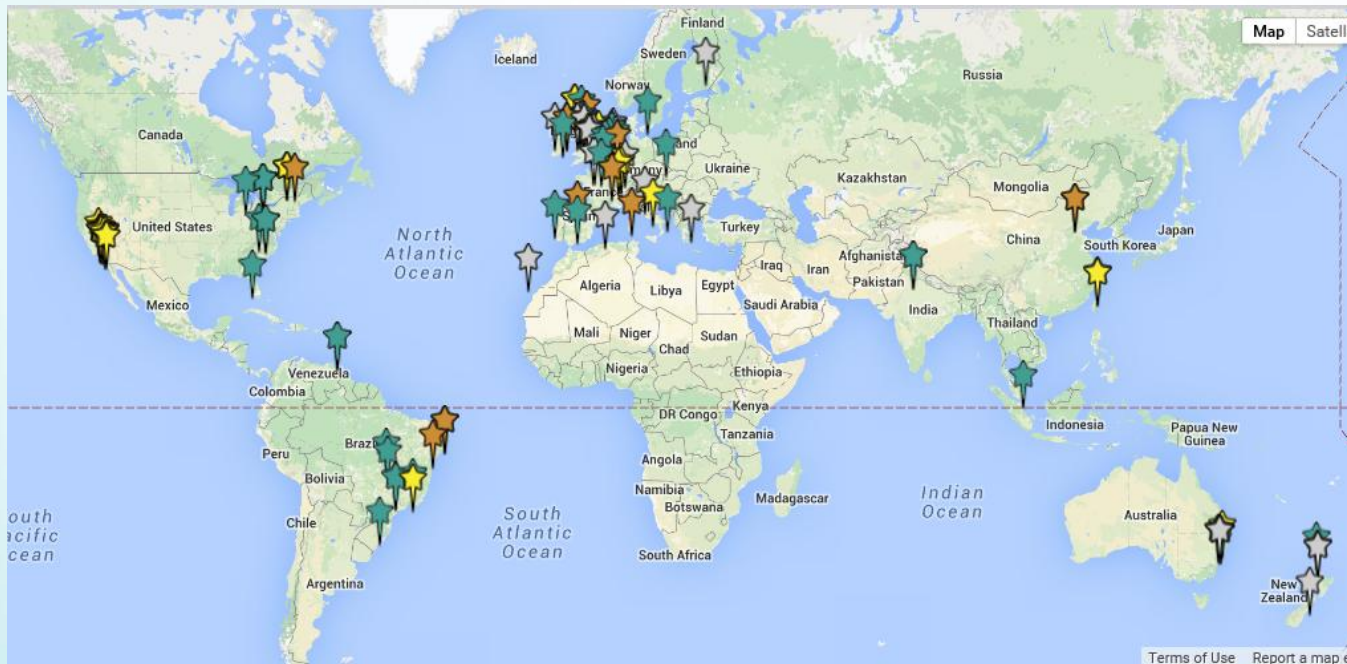 Finland
Map
Satell
Sweden
Iceland
Russia
Norway
Canada
Ukraine
Kazakhstan
Mongolia
United States
Turkey
China
Japan
South Korea
North
Atlantic
Ocean
Afghanista
Iraq
Iran
Pakistan
Algeria
Libya
Egypt
Saudi Arabia
India
Mexico
Mali
Niger
Sudan
Chad
Thailand
Venezuela
Nigeria
Ethiopia
Colombia
DR Congo
Kenya
Indonesia
Papua New
Guinea
Tanzania
Brazil
Peru
Angola
Bolivia
Namibia
Botswana
Madagascar
Indian
Ocean
Australia
outh
acific
cean
Chile
South
Atlantic
Ocean
South Africa
Argentina
New
Zealand
Terms of Use
Report a map e